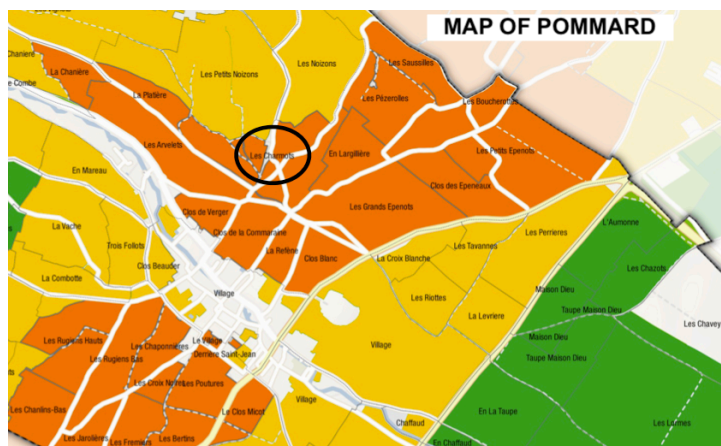 MAP OF POMMARD
Les Noizons
Les Saussilles
Chaniere
La Chanière
Les Petits Noizons
e Combe
La Platière
Les Pézerolles
Les Boucherottes
Les Arvelets
Les Charmots
En Largillière
Les Petits Epenots
En Mareau
Clos des Epeneaux
Clos de Verger
Les Grands Epenots
L'Aumonne
La Vache
Clos de la Commaraine
Les Perrieres
Trois Follots
La Refène
Les Tavannes
Clos Blanc
La Croix Blanche
Clos Beauder
Les Chazots
La Combotte
Maison Dieu
Village
Les Riottes
Taupe Maison Dieu
La Levriere
Les Chavey
Les Rugiens Hauts
Les Chaponnières
Le Village
Maison Dieu
Derrière Saint-Jean
Village
Les Rugiens Bas
Taupe Maison Dieu
ts
Les Croix Noires
Les Poutures
Village
Les Chanlins-Bas
Le Clos Micot
En La Taupe
Chaffaud
Les Larmes
Les Jarolières
Les Fremiers
Les Bertins
En Chaffaud